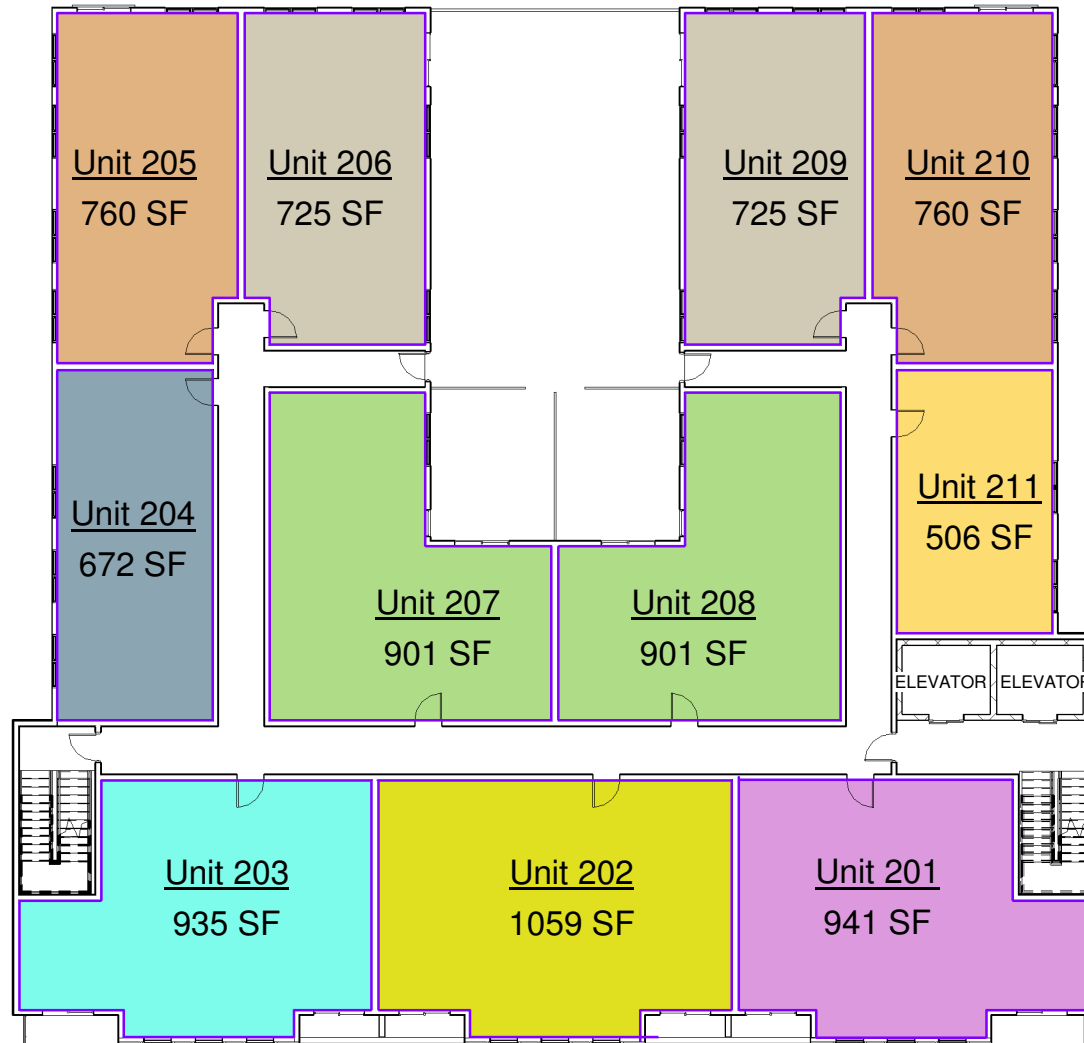 Unit 205
760 SF
Unit 206
725 SF
Unit 209
725 SF
Unit 210
760 SF
Unit 204
672 SF
Unit 211
506 SF
Unit 207
901 SF
Unit 208
901 SF
ELEVATOR
ELEVATOR
Unit 203
935 SF
Unit 202
1059 SF
Unit 201
941 SF